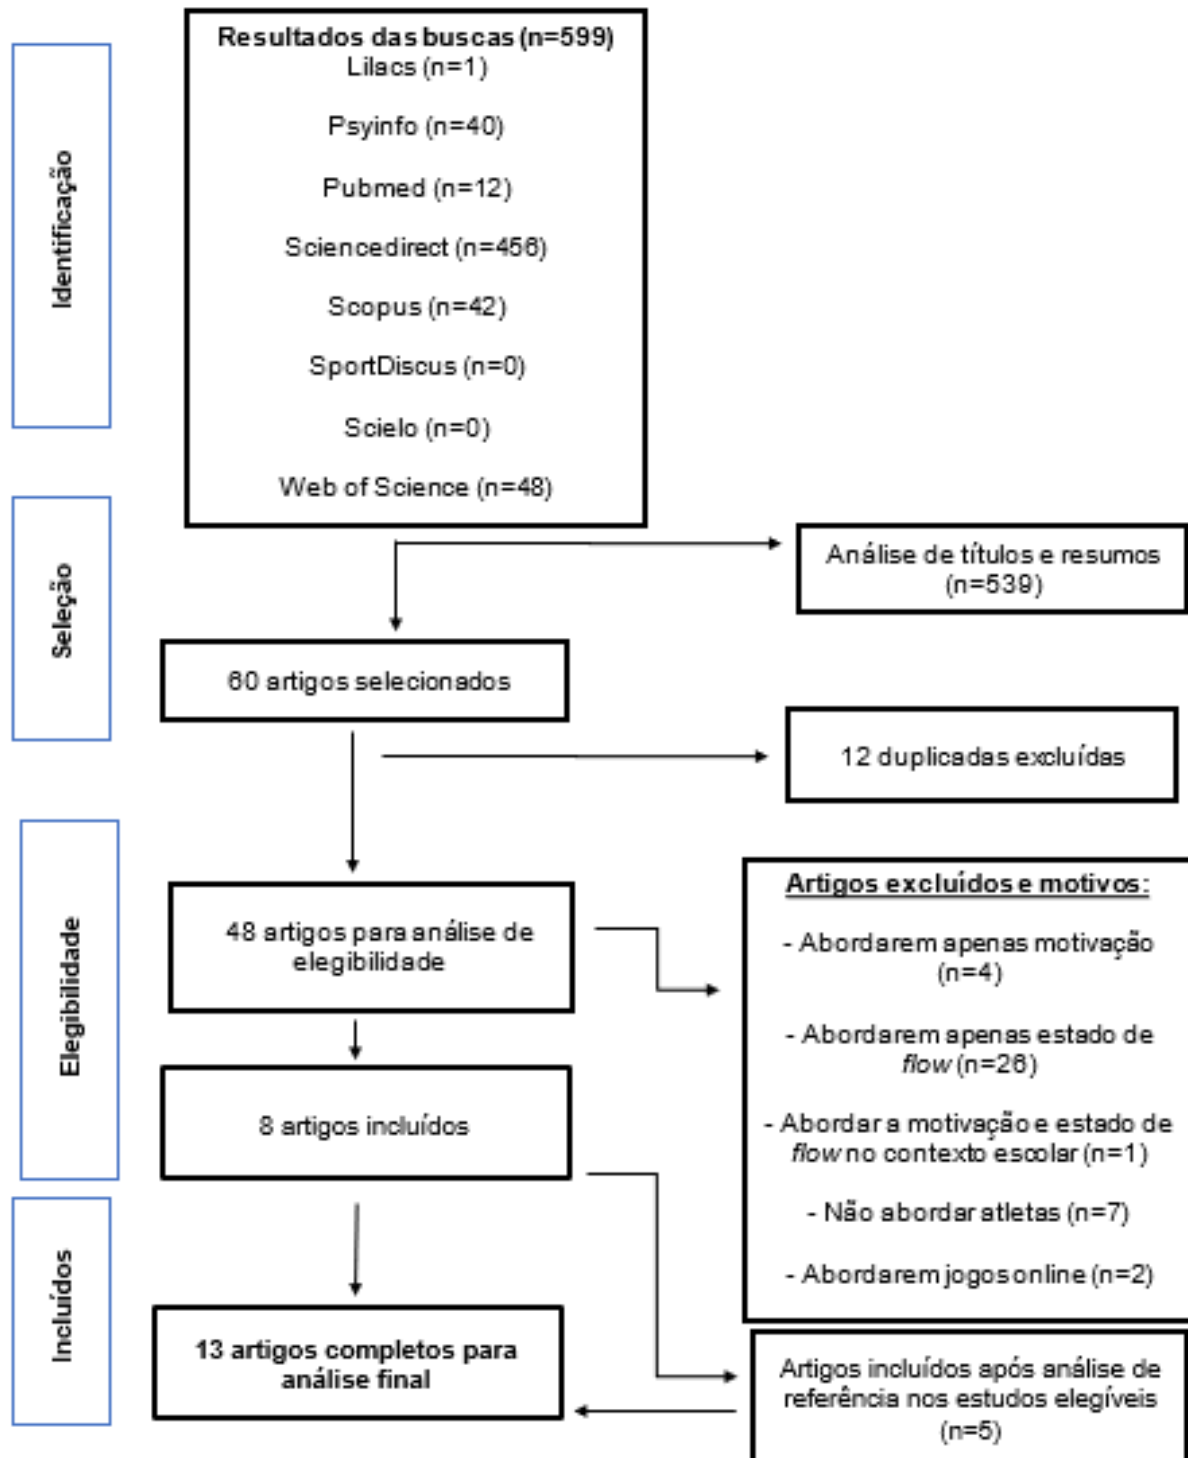 Identificação
Resultados das buscas (n=599)
Lilacs (n=1)
Psyinfo (n=40)
Pubmed (n=12)
Sciencedirect (n=456)
Scopus (n=42)
SportDiscus (n=0)
Scielo (n=0)
Web of Science (n=48)
Seleção
Análise de títulos e resumos
(n=539)
60 artigos selecionados
12 duplicadas excluídas
Elegibilidade
48 artigos para análise de
elegibilidade
Artigos excluídos e motivos:
- Abordarem apenas motivação
(n=4)
- Abordarem apenas estado de
flow (n=26)
- Abordar a motivação e estado de
flow no contexto escolar (n=1)
- Não abordar atletas (n=7)
- Abordarem jogos online (n=2)
8 artigos incluídos
Incluídos
13 artigos completos para
análise final
Artigos incluídos após análise de
referência nos estudos elegíveis
(n=5)